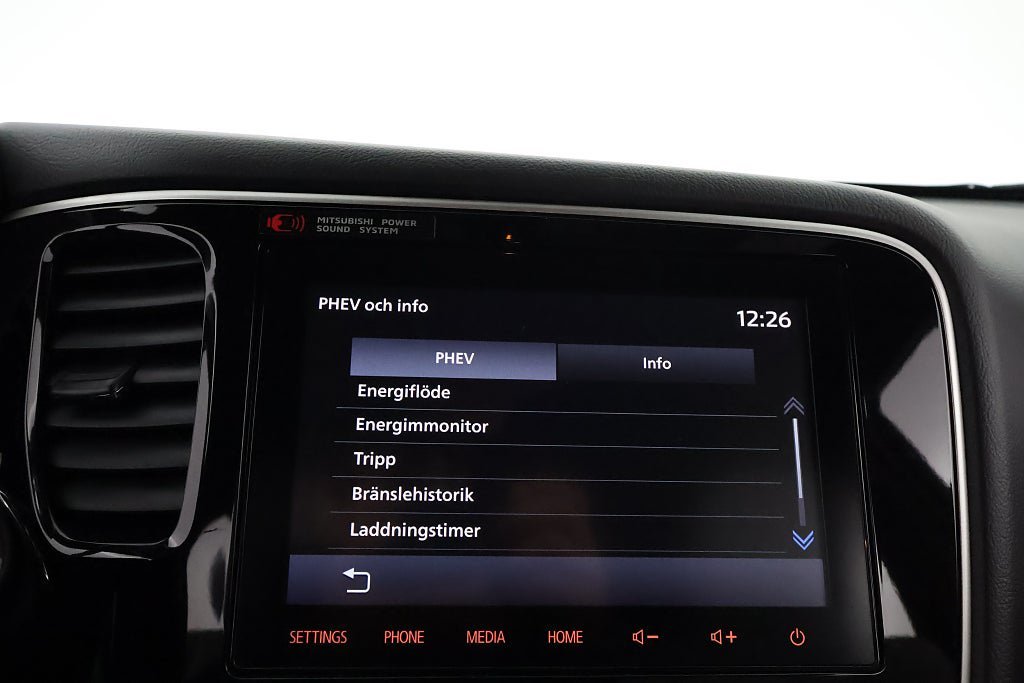 MITSUBISHI POWER
SOUND SYSTEM
PHEV och info
12:26
PHEV
Info
Energiflöde
Energimmonitor
Tripp
Bränslehistorik
Laddningstimer
SETTINGS PHONE MEDIA HOME